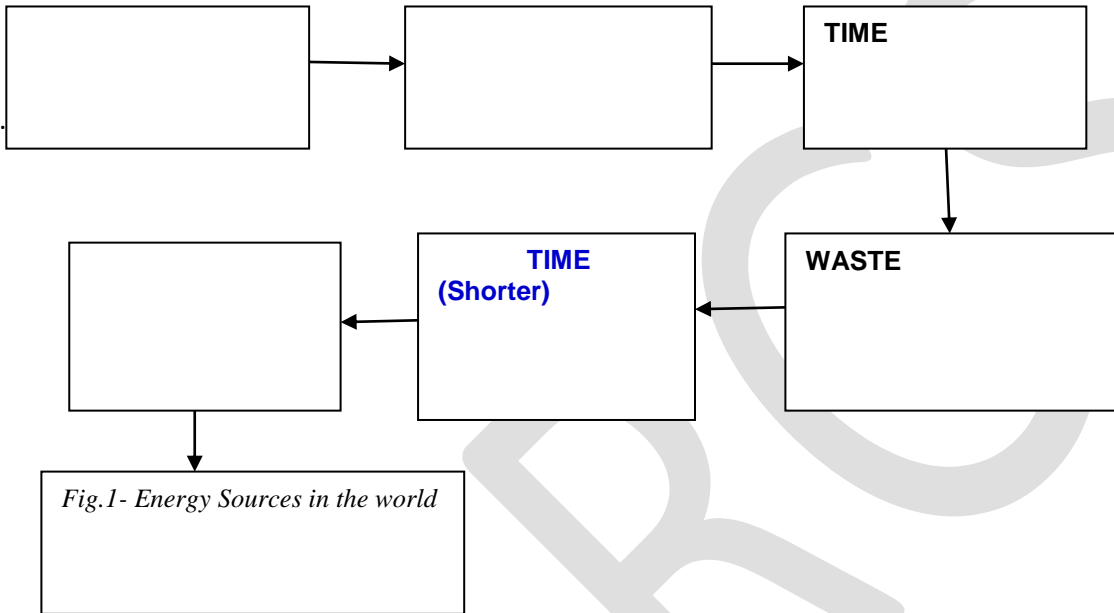 TIME
.
WASTE
TIME
(Shorter)
Fig.1- Energy Sources in the world